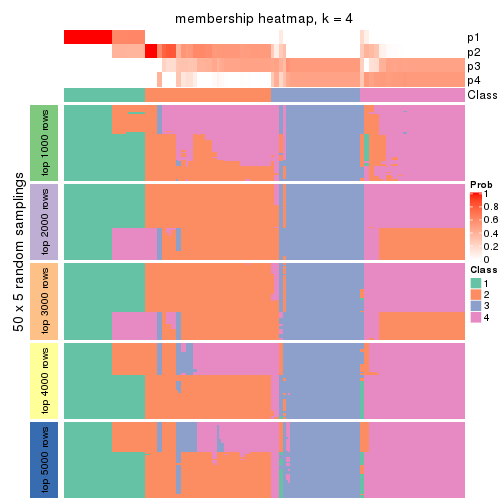 membership heatmap, k = 4
p1
p2
p3
p4
Class
50 x 5 random samplings
top 1000 rows
top 2000 rows
top 3000 rows
top 4000 rows
top 5000 rows
Prob
1
0.8
0.6
0.4
0.2
0
Class
1
2
3
4